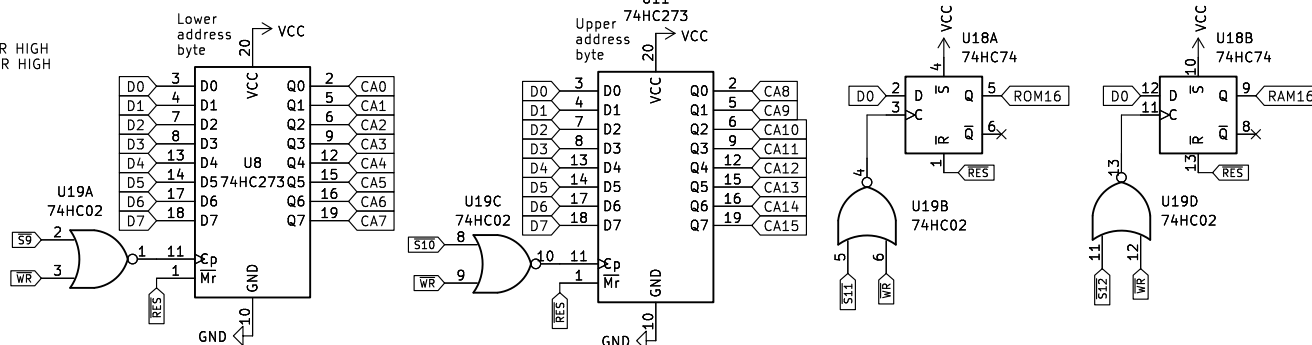 R HIGH
R HIGH
Lower
address
byte
VCC
20
VCC
D0 3 D0 Q0 2 CA0
D1 4 D1 Q1 5 CA1
D2 7 D2 Q2 6 CA2
D3 8 D3 Q3 9 CA3
D4 13 D4 U8 Q4 12 CA4
D5 14 D5 74HC273 Q5 15 CA5
D6 17 D6 Q6 16 CA6
D7 18 D7 Q7 19 CA7
U19A
74HC02
S9 2
WR 3
1 11 Cp
1 Mr
RES
GND
10
GND
74HC273
Upper
address
byte
VCC
20
VCC
D0 3 D0 Q0 2 CA8
D1 4 D1 Q1 5 CA9
D2 7 D2 Q2 6 CA10
D3 8 D3 Q3 9 CA11
D4 13 D4 Q4 12 CA12
D5 14 D5 Q5 15 CA13
D6 17 D6 Q6 16 CA14
D7 18 D7 Q7 19 CA15
U19C
74HC02
S10 8
WR 9
10 11 Cp
1 Mr
RES
GND
10
GND
VCC
U18A
74HC74
4
S
D0 2 D Q 5 ROM16
3 C
Q 6
R
1
RES
4
U19B
74HC02
5 6
S11 WR
VCC
U18B
74HC74
10
S
D0 12 D Q 9 RAM16
11 C
Q 8
R
13
RES
13
U19D
74HC02
11 12
S12 WR